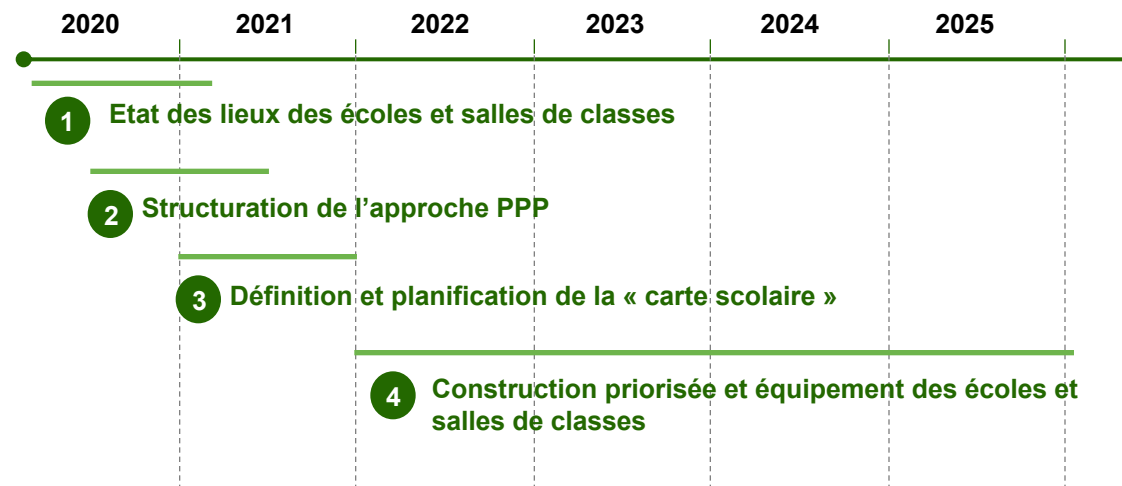 2020 2021 2022 2023 2024 2025
1 Etat des lieux des écoles et salles de classes
2 Structuration de l’approche PPP
3 Définition et planification de la « carte scolaire »
4 Construction priorisée et équipement des écoles et
salles de classes